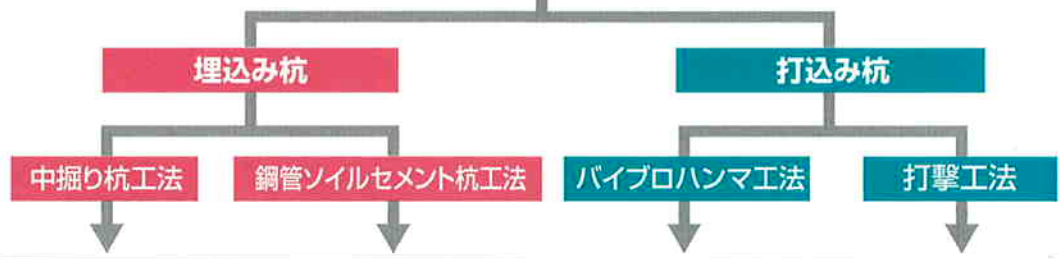 埋込み杭
打込み杭
中掘り杭工法
鋼管ソイルセメント杭工法
バイブロハンマ工法
打撃工法